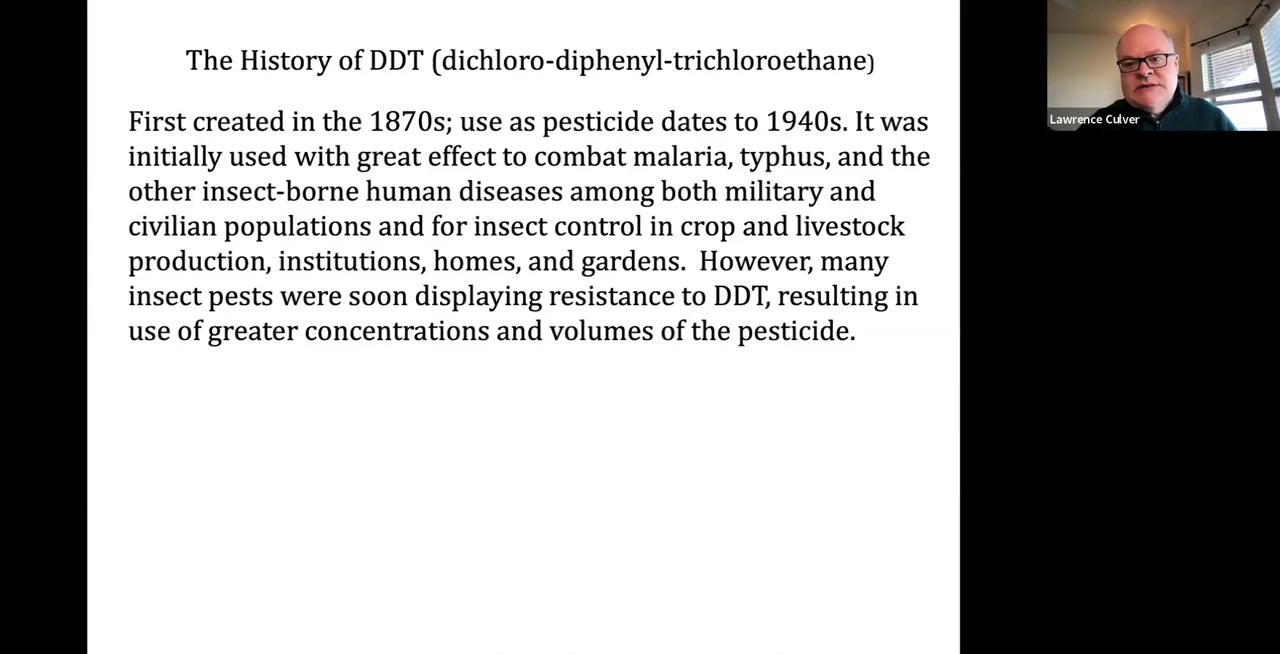 The History of DDT (dichloro-diphenyl-trichloroethane)
First created in the 1870s; use as pesticide dates to 1940s. It was
initially used with great effect to combat malaria, typhus, and the
other insect-borne human diseases among both military and
civilian populations and for insect control in crop and livestock
production, institutions, homes, and gardens.  However, many
insect pests were soon displaying resistance to DDT, resulting in
use of greater concentrations and volumes of the pesticide.
Lawrence Culver